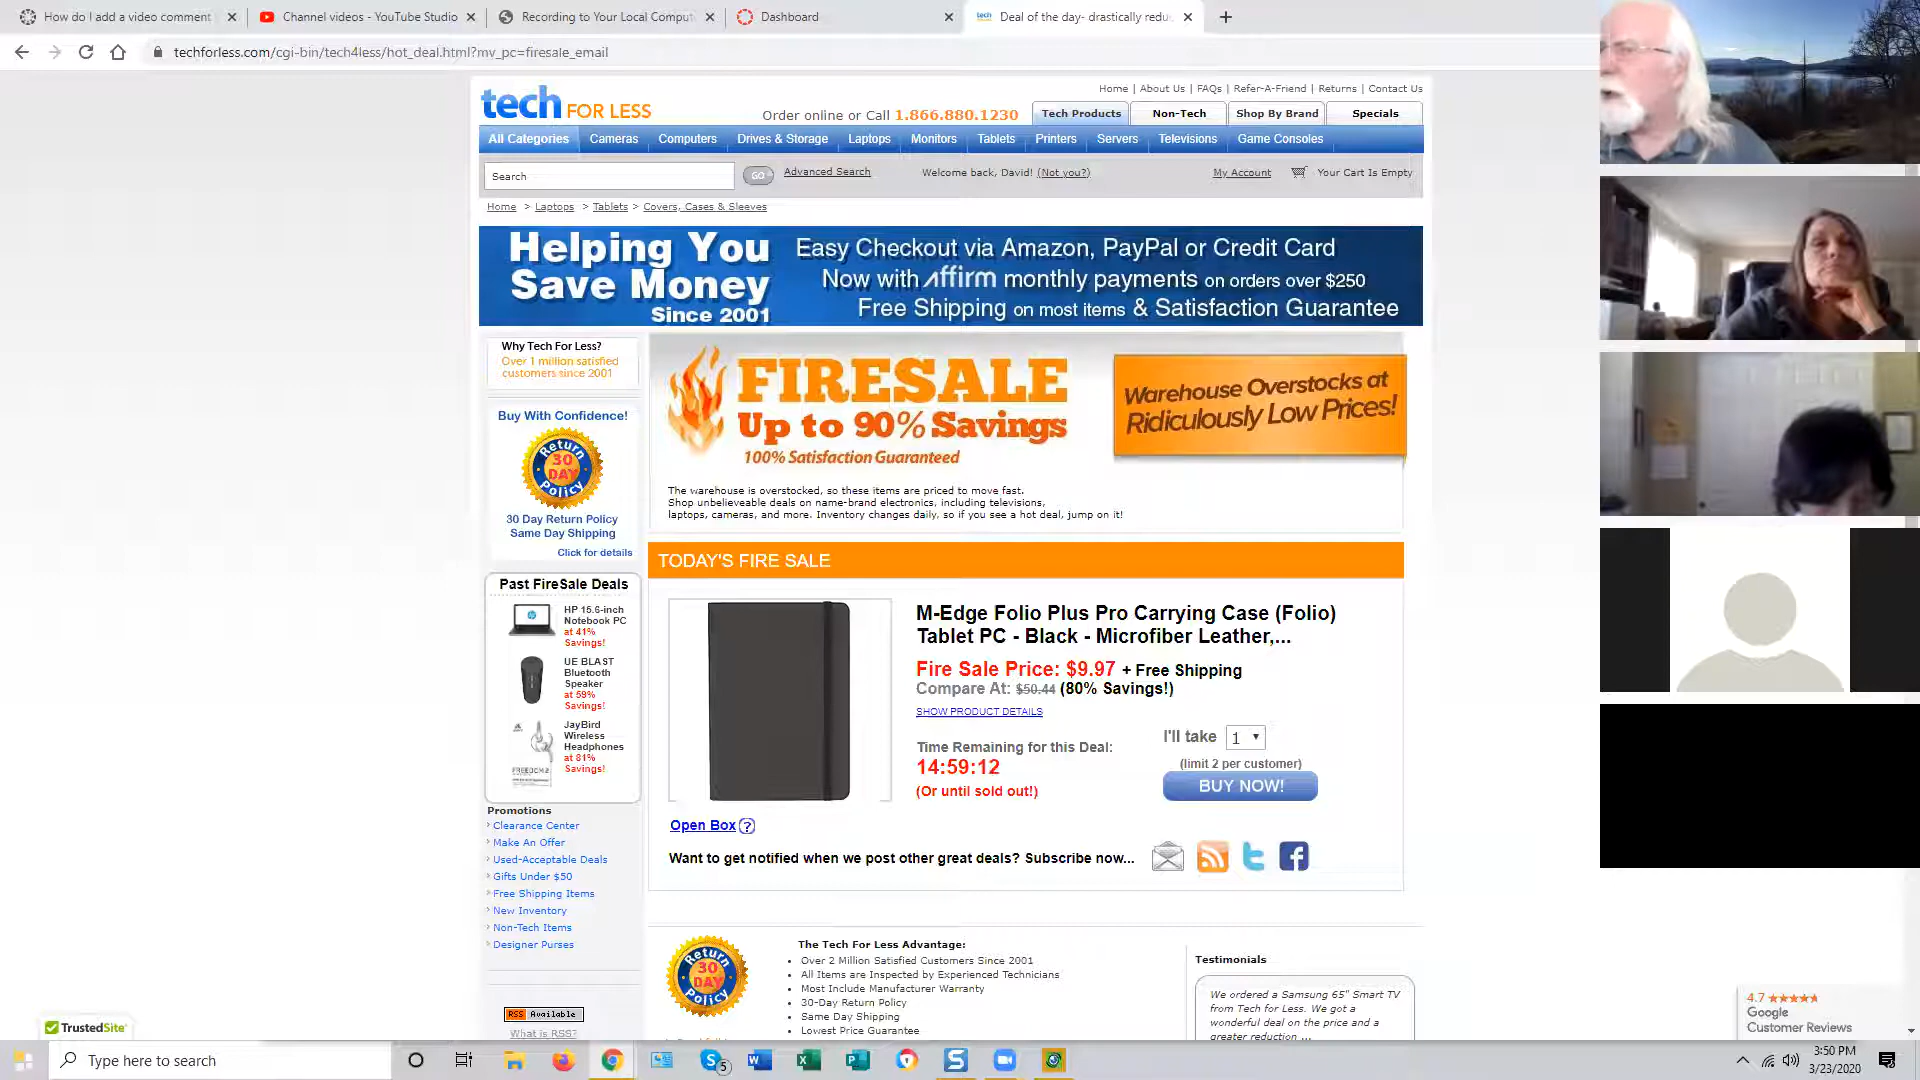 How do I add a video comment
Channel videos - YouTube Studio
Recording to Your Local Comput
Dashboard
Deal of the day- drastically redu
techforless.com/cgi-bin/tech4less/hot_deal.html?mv_pc=firesale_email
Home | About Us | FAQs | Refer-A-Friend | Returns | Contact Us
tech FOR LESS
Order online or Call 1.866.880.1230
Tech Products Non-Tech Shop By Brand Specials
All Categories Cameras Computers Drives & Storage Laptops Monitors Tablets Printers Servers Televisions Game Consoles
Search GO Advanced Search Welcome back, David! (Not you?) My Account Your Cart Is Empty
Home > Laptops > Tablets > Covers, Cases & Sleeves
Helping You
Save Money
Since 2001
Easy Checkout via Amazon, PayPal or Credit Card
Now with affirm monthly payments on orders over $250
Free Shipping on most items & Satisfaction Guarantee
Why Tech For Less?
Over 1 million satisfied
customers since 2001
Buy With Confidence!
Return
30
DAY
Policy
30 Day Return Policy
Same Day Shipping
Click for details
FIRESALE
Up to 90% Savings
100% Satisfaction Guaranteed
Warehouse Overstocks at
Ridiculously Low Prices!
The warehouse is overstocked, so these items are priced to move fast.
Shop unbelieveable deals on name-brand electronics, including televisions,
laptops, cameras, and more. Inventory changes daily, so if you see a hot deal, jump on it!
TODAY'S FIRE SALE
Past FireSale Deals
HP 15.6-inch
Notebook PC
at 41%
Savings!
UE BLAST
Bluetooth
Speaker
at 59%
Savings!
JayBird
Wireless
Headphones
at 81%
Savings!
FREEDOM 2
M-Edge Folio Plus Pro Carrying Case (Folio)
Tablet PC - Black - Microfiber Leather,...
Fire Sale Price: $9.97 + Free Shipping
Compare At: $50.44 (80% Savings!)
SHOW PRODUCT DETAILS
Time Remaining for this Deal:
14:59:12
(Or until sold out!)
I'll take 1
(limit 2 per customer)
BUY NOW!
Open Box ?
Want to get notified when we post other great deals? Subscribe now...
Promotions
Clearance Center
Make An Offer
Used-Acceptable Deals
Gifts Under $50
Free Shipping Items
New Inventory
Non-Tech Items
Designer Purses
RSS Available
What is RSS?
Return
30
DAY
Policy
The Tech For Less Advantage:
Over 2 Million Satisfied Customers Since 2001
All Items are Inspected by Experienced Technicians
Most Include Manufacturer Warranty
30-Day Return Policy
Same Day Shipping
Lowest Price Guarantee
Testimonials
We ordered a Samsung 65" Smart TV
from Tech for Less. We got a
wonderful deal on the price and a
greater reduction ...
4.7
Google
Customer Reviews
TrustedSite
Type here to search
5
3:50 PM
3/23/2020